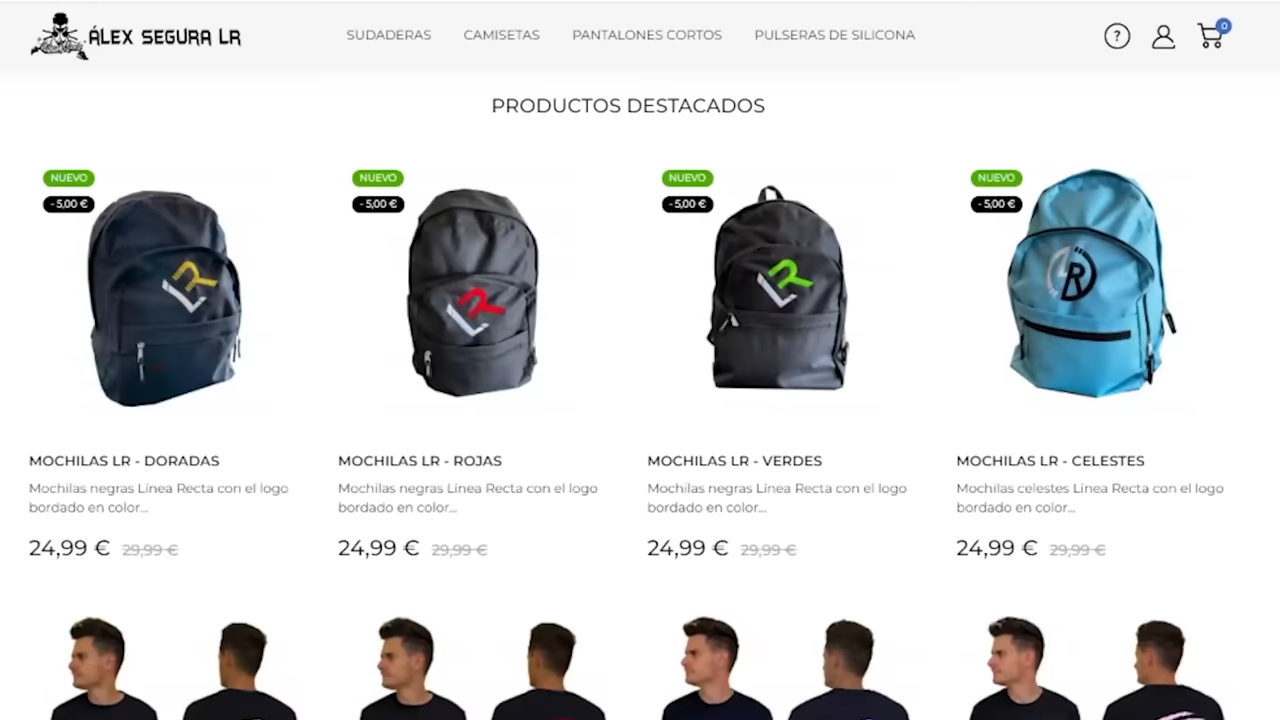 ÁLEX SEGURA LR
SUDADERAS CAMISETAS PANTALONES CORTOS PULSERAS DE SILICONA
?
0
PRODUCTOS DESTACADOS
NUEVO
- 5,00 €
LR
NUEVO
- 5,00 €
LR
NUEVO
- 5,00 €
LR
NUEVO
- 5,00 €
LR
MOCHILAS LR - DORADAS
Mochilas negras Línea Recta con el logo
bordado en color...
24,99 € 29,99 €
MOCHILAS LR - ROJAS
Mochilas negras Línea Recta con el logo
bordado en color...
24,99 € 29,99 €
MOCHILAS LR - VERDES
Mochilas negras Línea Recta con el logo
bordado en color...
24,99 € 29,99 €
MOCHILAS LR - CELESTES
Mochilas celestes Línea Recta con el logo
bordado en color...
24,99 € 29,99 €